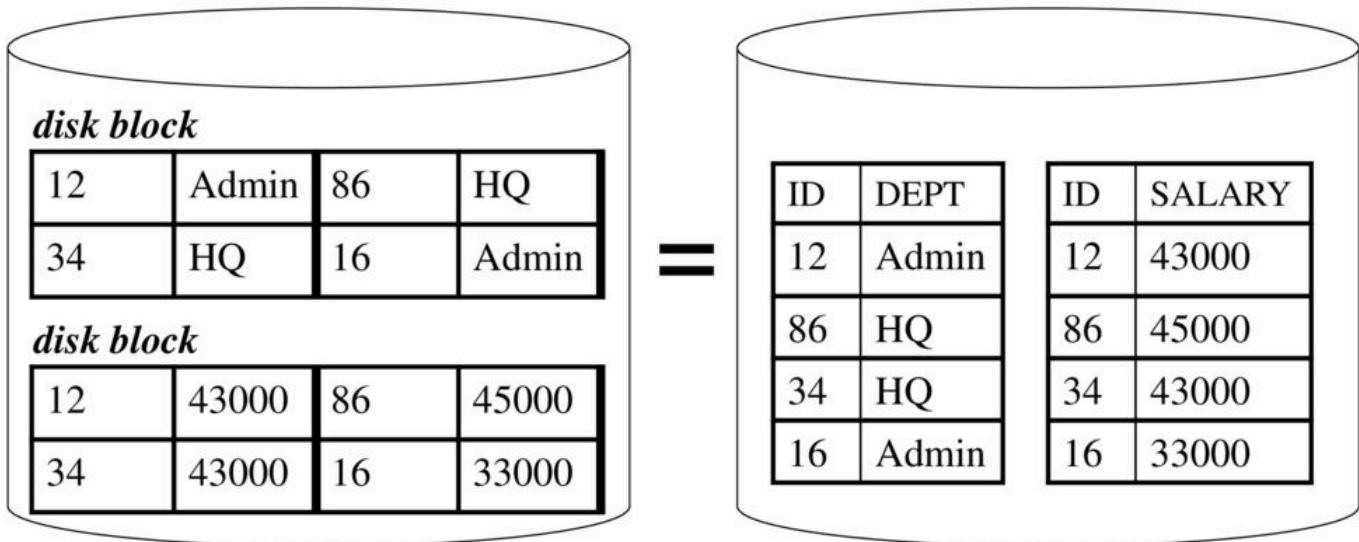 disk block
12 Admin 86 HQ
34 HQ 16 Admin
disk block
12 43000 86 45000
34 43000 16 33000
=
ID DEPT
12 Admin
86 HQ
34 HQ
16 Admin
ID SALARY
12 43000
86 45000
34 43000
16 33000